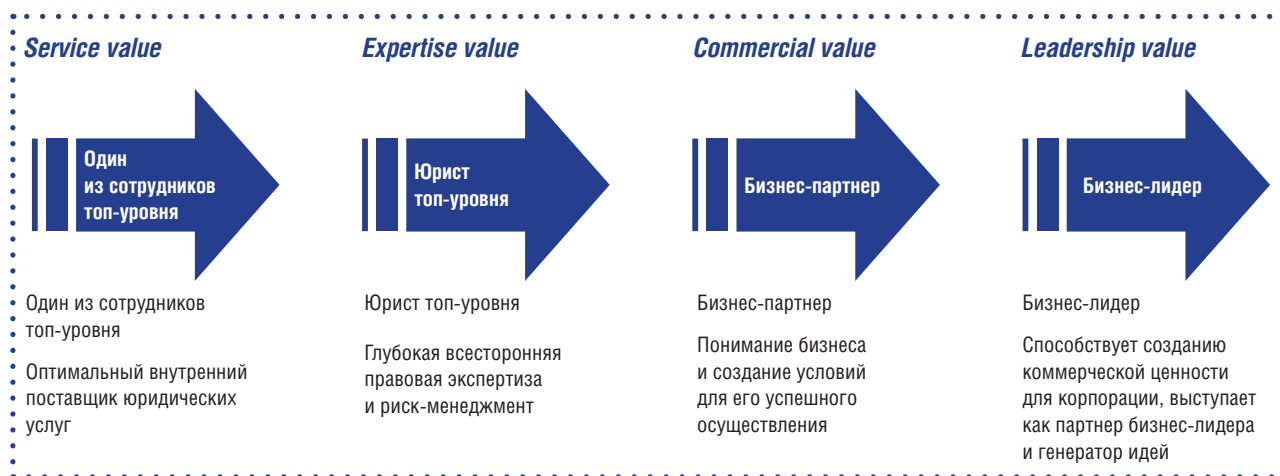 Service value
Один
из сотрудников
топ-уровня
Один из сотрудников
топ-уровня
Оптимальный внутренний
поставщик юридических
услуг
Expertise value
Юрист
топ-уровня
Юрист топ-уровня
Глубокая всесторонняя
правовая экспертиза
и риск-менеджмент
Commercial value
Бизнес-партнер
Бизнес-партнер
Понимание бизнеса
и создание условий
для его успешного
осуществления
Leadership value
Бизнес-лидер
Бизнес-лидер
Способствует созданию
коммерческой ценности
для корпорации, выступает
как партнер бизнес-лидера
и генератор идей